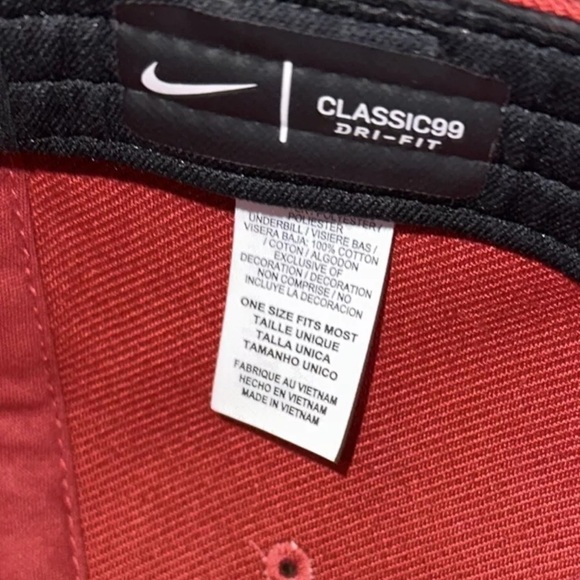 CLASSIC99
DRI-FIT
POLYESTER/
POLIESTER
UNDERBILL / VISIERE BAS /
VISERA BAJA: 100% COTTON
/ COTON / ALGODON
EXCLUSIVE OF
DECORATION / DECORATION
NON COMPRISE / NO
INCLUYE LA DECORACION
ONE SIZE FITS MOST
TAILLE UNIQUE
TALLA UNICA
TAMANHO UNICO
FABRIQUE AU VIETNAM
HECHO EN VIETNAM
MADE IN VIETNAM